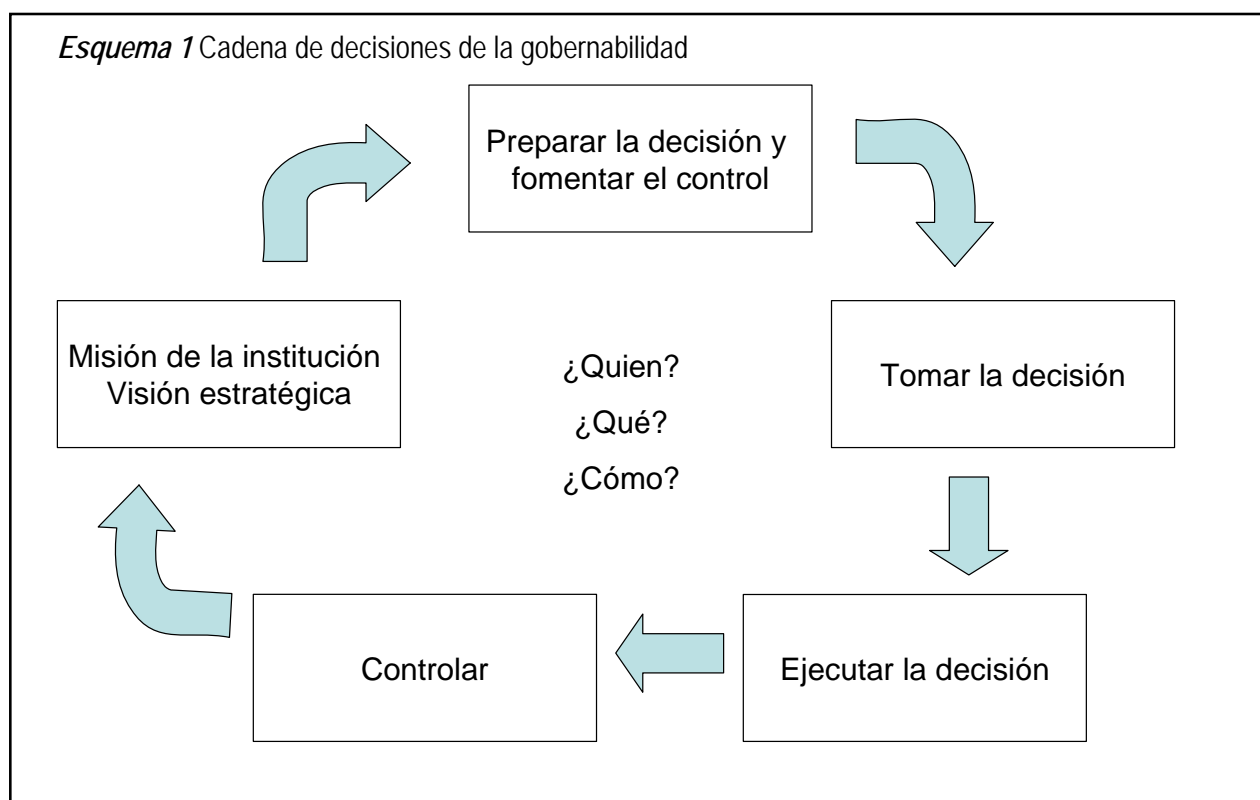 Esquema 1 Cadena de decisiones de la gobernabilidad
Preparar la decisión y
fomentar el control
Misión de la institución
Visión estratégica
¿Quien?
¿Qué?
¿Cómo?
Tomar la decisión
Controlar
Ejecutar la decisión